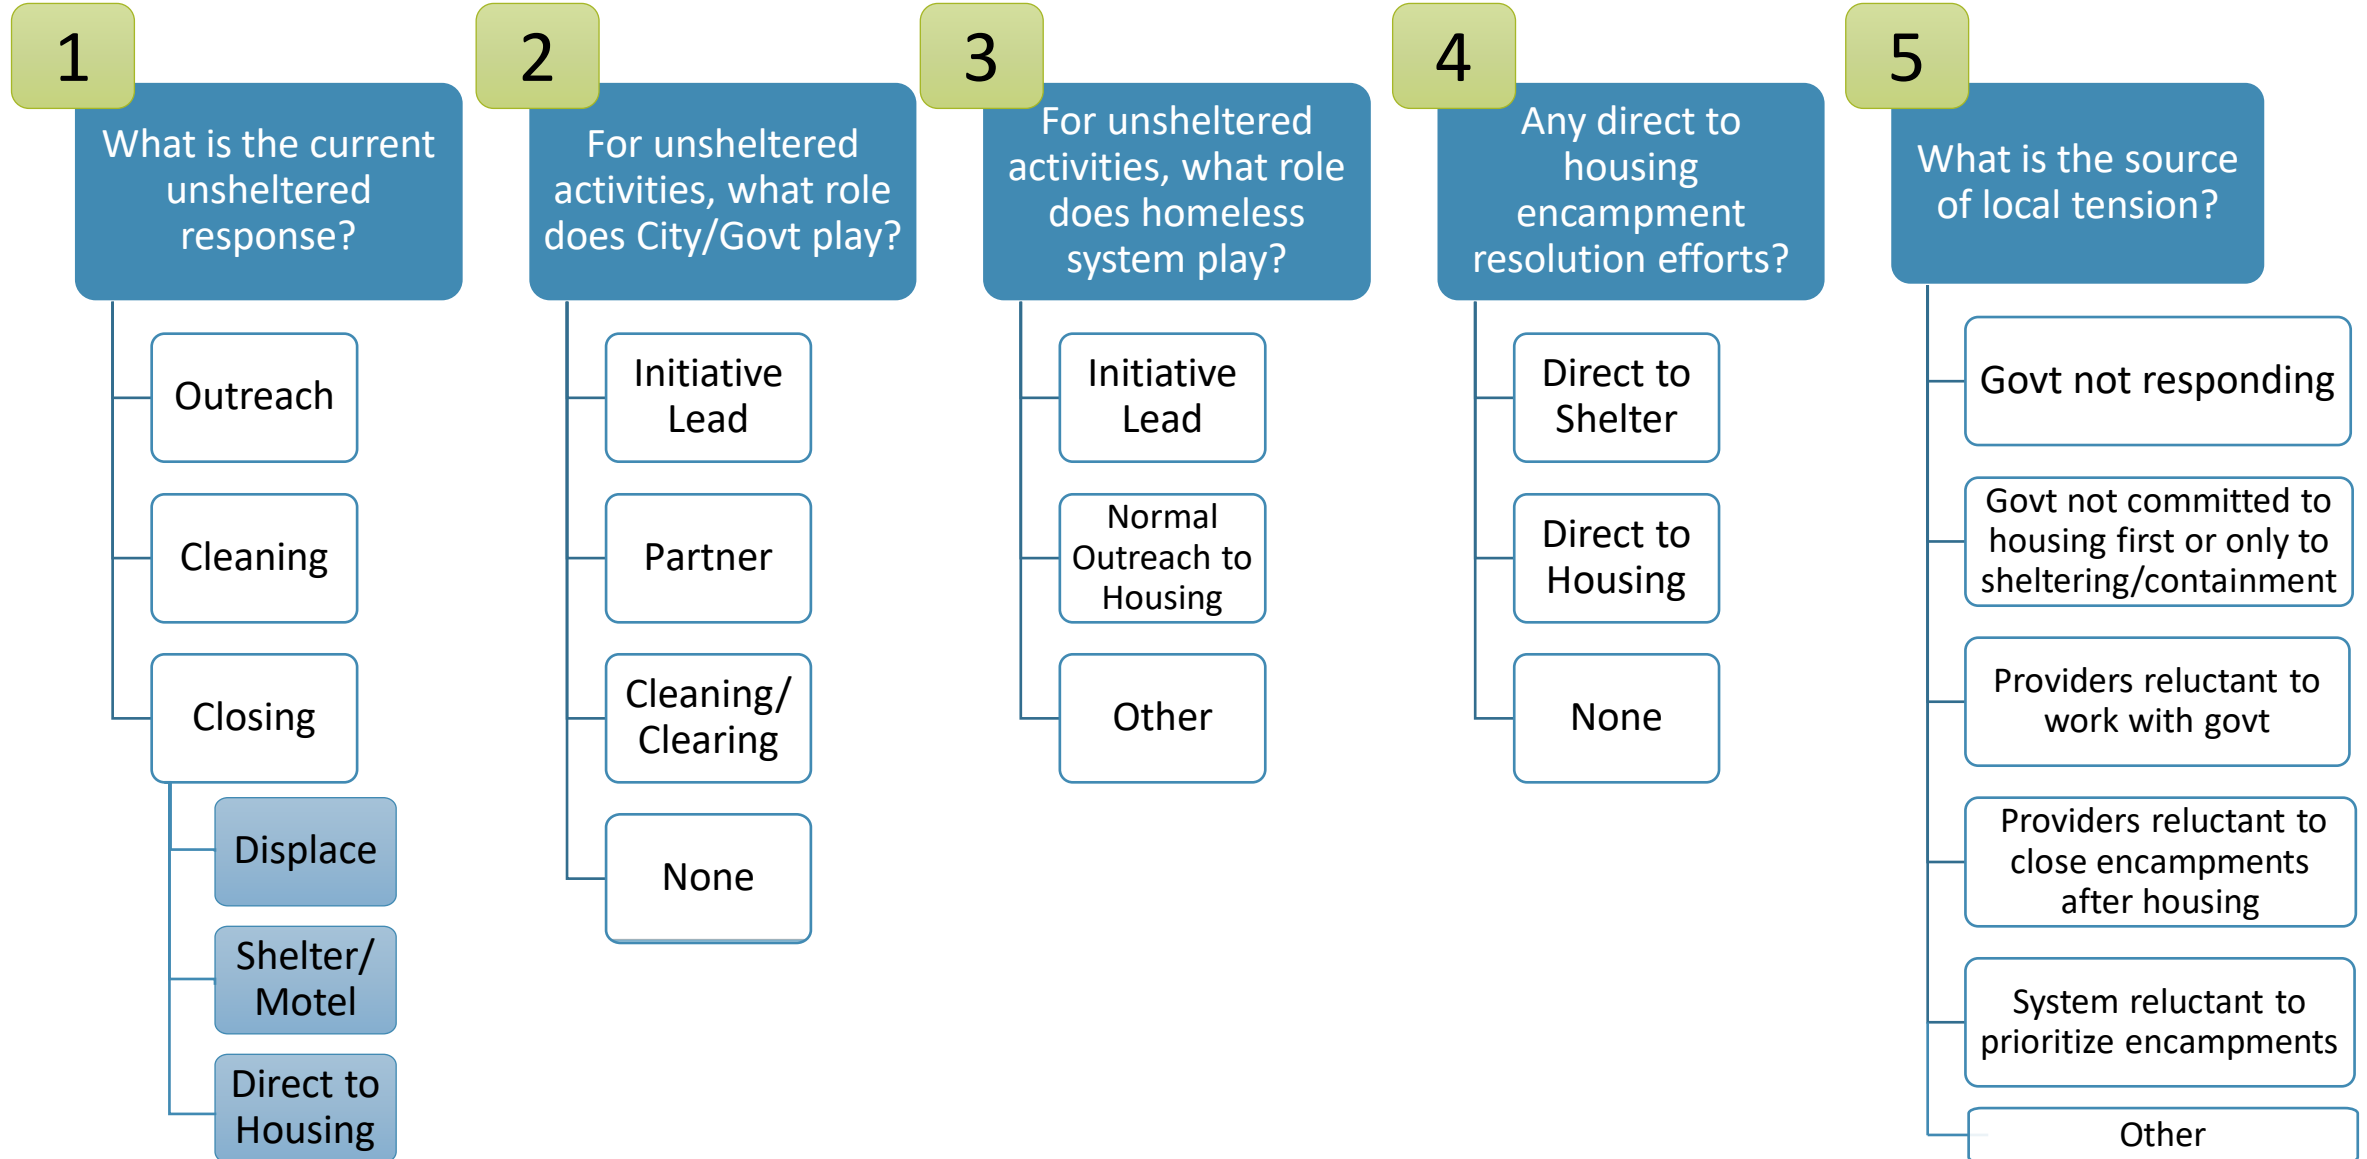 1
What is the current
unsheltered
response?
Outreach
Cleaning
Closing
Displace
Shelter/
Motel
Direct to
Housing
2
For unsheltered
activities, what role
does City/Govt play?
Initiative
Lead
Partner
Cleaning/
Clearing
None
3
For unsheltered
activities, what role
does homeless
system play?
Initiative
Lead
Normal
Outreach to
Housing
Other
4
Any direct to
housing
encampment
resolution efforts?
Direct to
Shelter
Direct to
Housing
None
5
What is the source
of local tension?
Govt not responding
Govt not committed to
housing first or only to
sheltering/containment
Providers reluctant to
work with govt
Providers reluctant to
close encampments
after housing
System reluctant to
prioritize encampments
Other